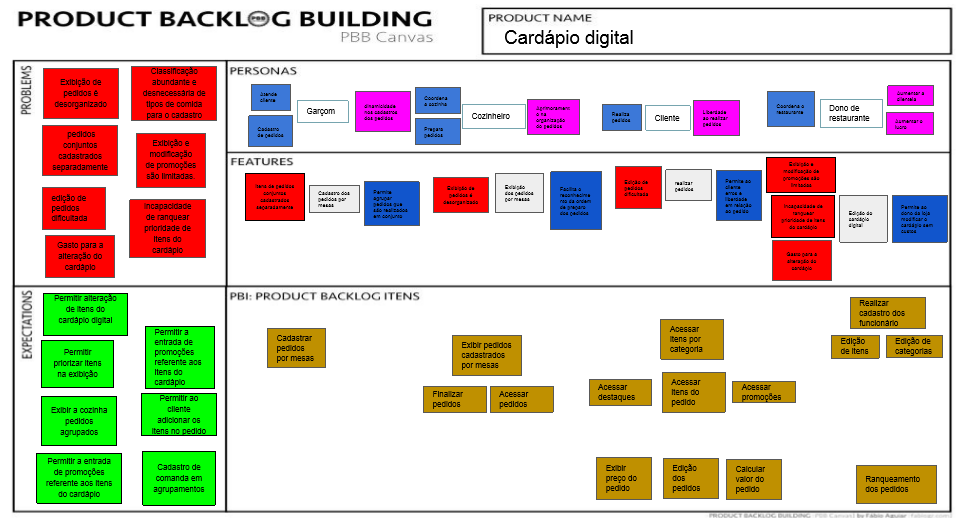 PRODUCT BACKLOG BUILDING
PBB
PBB Canvas
PRODUCT NAME
Cardápio digital
PROBLEMS
Exibição de
pedidos é
desorganizado
Classificação
abundante e
desnecessária de
tipos de comida
para o cadastro
pedidos
conjuntos
cadastrados
separadamente
Exibição e
modificação
de promoções
são limitadas.
edição de
pedidos
dificultada
Incapacidade
de ranquear
prioridade de
itens do
cardápio
Gasto para a
alteração do
cardápio
PERSONAS
Atende
cliente
Cadastro
de pedidos
Garçom
dinamicidade
nos cadastros
dos pedidos
Coordena
a cozinha
Prepara
pedidos
Cozinheiro
Aprimoramen
to na
organização
do pedidos
Realiza
pedidos
Cliente
Liberdade
ao realizar
pedidos
Coordena o
restaurante
Dono de
restaurante
Aumentar a
clientela
Aumentar o
lucro
FEATURES
Itens de pedidos
conjuntos
cadastrados
separadamente
Cadastro dos
pedidos por
mesas
Permite
agrupar
pedidos que
são realizados
em conjunto
Exibição de
pedidos é
desorganizado
Exibição
dos pedidos
por mesas
Facilita o
reconhecime
nto da ordem
de preparo
dos pedidos
Edição de
pedidos
dificultada
realizar
pedidos
Permite ao
cliente
erros e
liberdade
em relação
ao pedido
Exibição e
modificação de
promoções são
limitadas
Incapacidade de
ranquear
prioridade de itens
do cardápio
Gasto para a
alteração do
cardápio
Edição do
cardápio
digital
Permite ao
dono da loja
modificar o
cardápio sem
custos
EXPECTATIONS
Permitir alteração
de itens do
cardápio digital
Permitir
priorizar itens
na exibição
Permitir a
entrada de
promoções
referente aos
itens do
cardápio
Exibir a cozinha
pedidos
agrupados
Permitir ao
cliente
adicionar os
itens no pedido
Permitir a entrada
de promoções
referente aos itens
do cardápio
Cadastro de
comanda em
agrupamentos
PBI: PRODUCT BACKLOG ITENS
Cadastrar
pedidos
por mesas
Exibir pedidos
cadastrados
por mesas
Finalizar
pedidos
Acessar
pedidos
Acessar
itens por
categoria
Acessar
destaques
Acessar
itens do
pedido
Acessar
promoções
Exibir
preço do
pedido
Edição
dos
pedidos
Calcular
valor do
pedido
Realizar
cadastro dos
funcionário
Edição
de itens
Edição de
categorias
Ranqueamento
dos pedidos
PRODUCT BACKLOG BUILDING